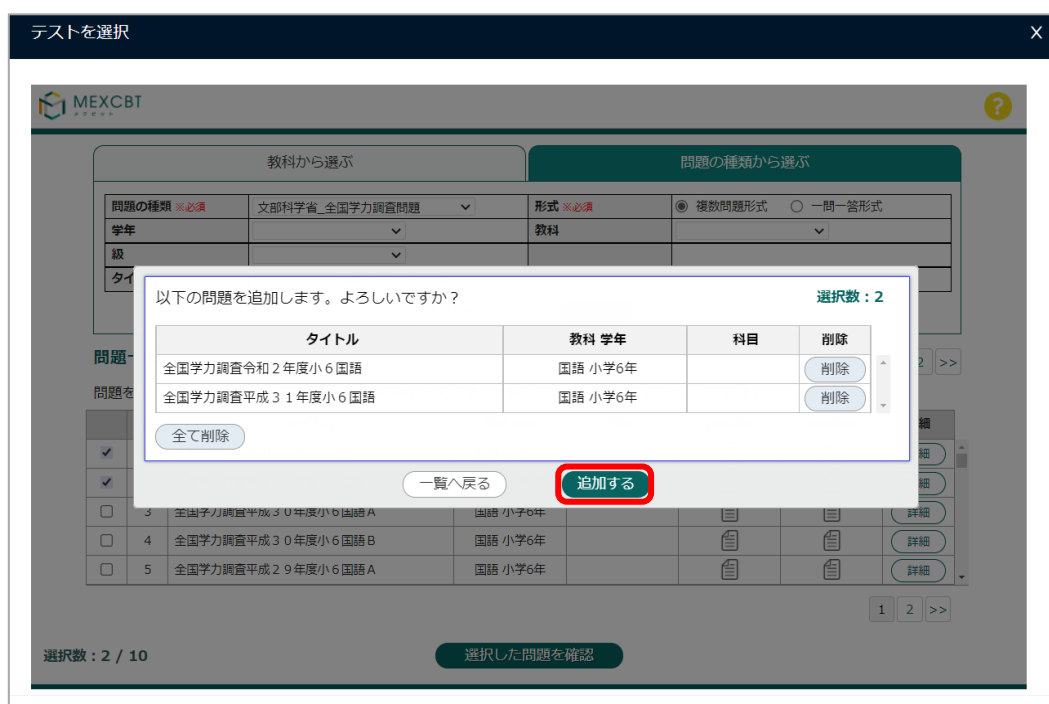 テストを選択 X
MEXCBT
?
教科から選ぶ 問題の種類から選ぶ
問題の種類 ※必須 文部科学省_全国学力調査問題 形式 ※必須 複数問題形式 一問一答形式
学年 教科
級
タイ
以下の問題を追加します。よろしいですか？ 選択数：2
タイトル 教科 学年 科目 削除
全国学力調査令和２年度小６国語 国語 小学6年 削除
全国学力調査平成３１年度小６国語 国語 小学6年 削除
全て削除
一覧へ戻る 追加する
問題一 2 >>
問題を
細
細
細
3 全国学力調査平成３０年度小６国語Ａ 国語 小学6年 詳細
4 全国学力調査平成３０年度小６国語Ｂ 国語 小学6年 詳細
5 全国学力調査平成２９年度小６国語Ａ 国語 小学6年 詳細
1 2 >>
選択数：2 / 10 選択した問題を確認